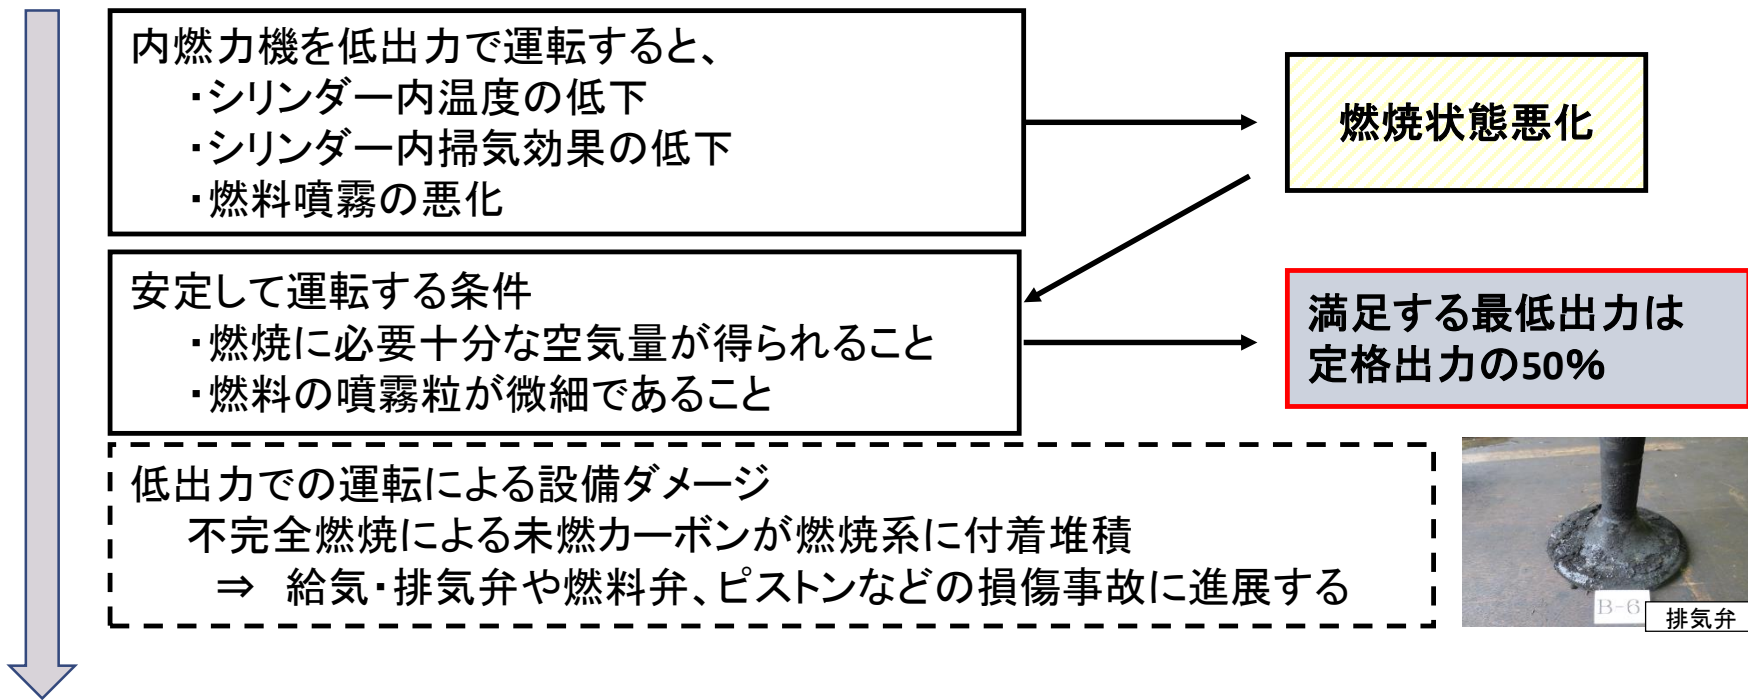 内燃力機を低出力で運転すると、
・シリンダー内温度の低下
・シリンダー内掃気効果の低下
・燃料噴霧の悪化
燃焼状態悪化
安定して運転する条件
・燃焼に必要十分な空気量が得られること
・燃料の噴霧粒が微細であること
満足する最低出力は
定格出力の50%
低出力での運転による設備ダメージ
不完全燃焼による未燃カーボンが燃焼系に付着堆積
⇒ 給気・排気弁や燃料弁、ピストンなどの損傷事故に進展する
B-6
排気弁